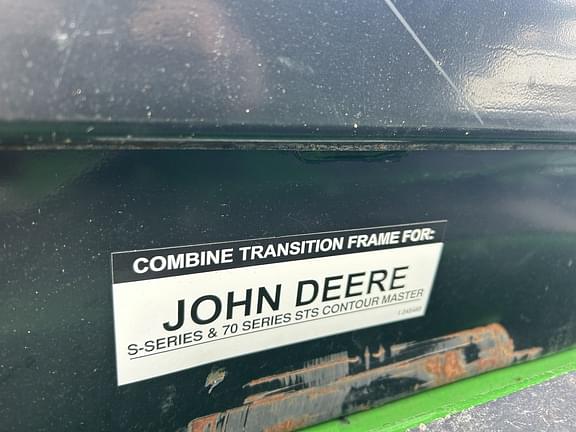 COMBINE TRANSITION FRAME FOR:
JOHN DEERE
S-SERIES & 70 SERIES STS CONTOUR MASTER